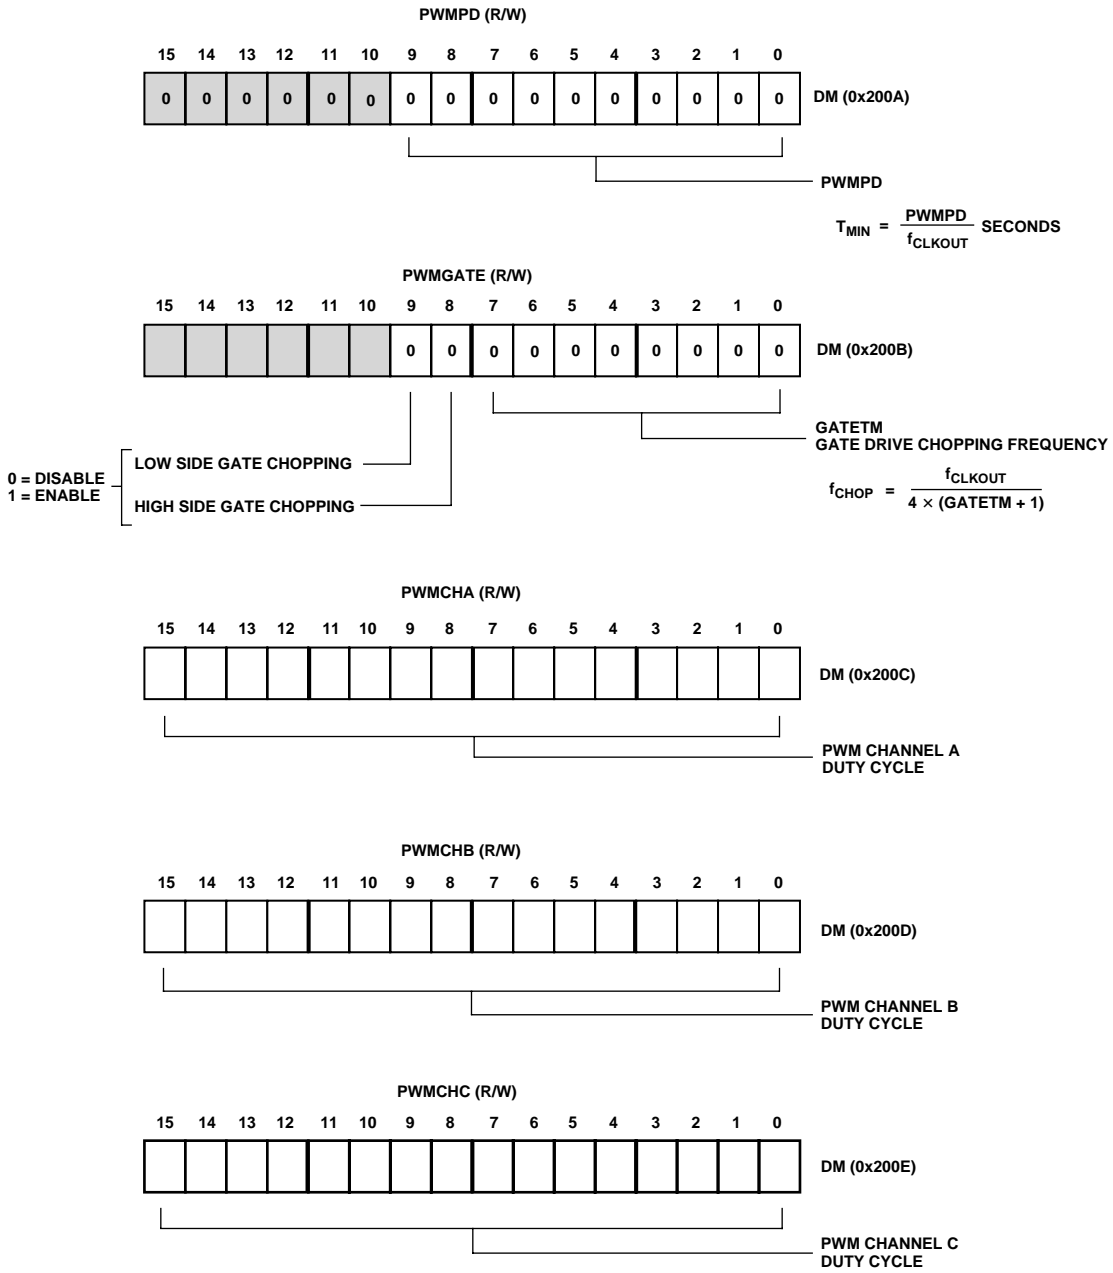 PWMPD (R/W)
15 14 13 12 11 10 9 8 7 6 5 4 3 2 1 0
0 0 0 0 0 0 0 0 0 0 0 0 0 0 0 0 DM (0x200A)
PWMPD
T_MIN = PWMPD / f_CLKOUT SECONDS
PWMGATE (R/W)
15 14 13 12 11 10 9 8 7 6 5 4 3 2 1 0
0 0 0 0 0 0 0 0 0 0 DM (0x200B)
GATETM
GATE DRIVE CHOPPING FREQUENCY
LOW SIDE GATE CHOPPING
0 = DISABLE
1 = ENABLE
HIGH SIDE GATE CHOPPING
f_CHOP = f_CLKOUT / 4 × (GATETM + 1)
PWMCHA (R/W)
15 14 13 12 11 10 9 8 7 6 5 4 3 2 1 0
DM (0x200C)
PWM CHANNEL A
DUTY CYCLE
PWMCHB (R/W)
15 14 13 12 11 10 9 8 7 6 5 4 3 2 1 0
DM (0x200D)
PWM CHANNEL B
DUTY CYCLE
PWMCHC (R/W)
15 14 13 12 11 10 9 8 7 6 5 4 3 2 1 0
DM (0x200E)
PWM CHANNEL C
DUTY CYCLE